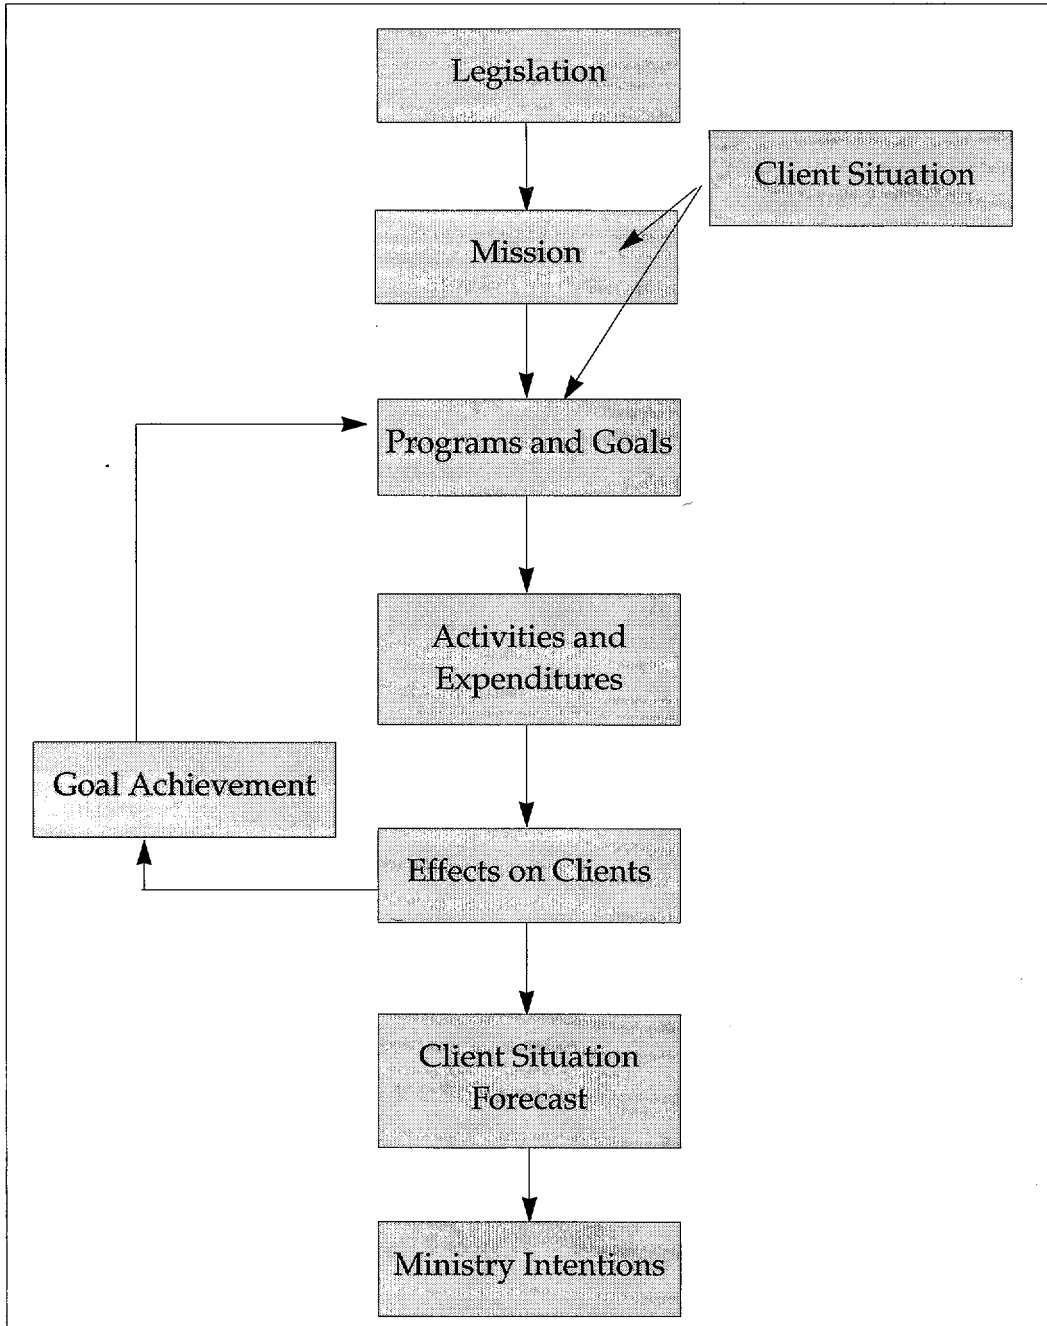 Legislation
Client Situation
Mission
Programs and Goals
Activities and
Expenditures
Goal Achievement
Effects on Clients
Client Situation
Forecast
Ministry Intentions